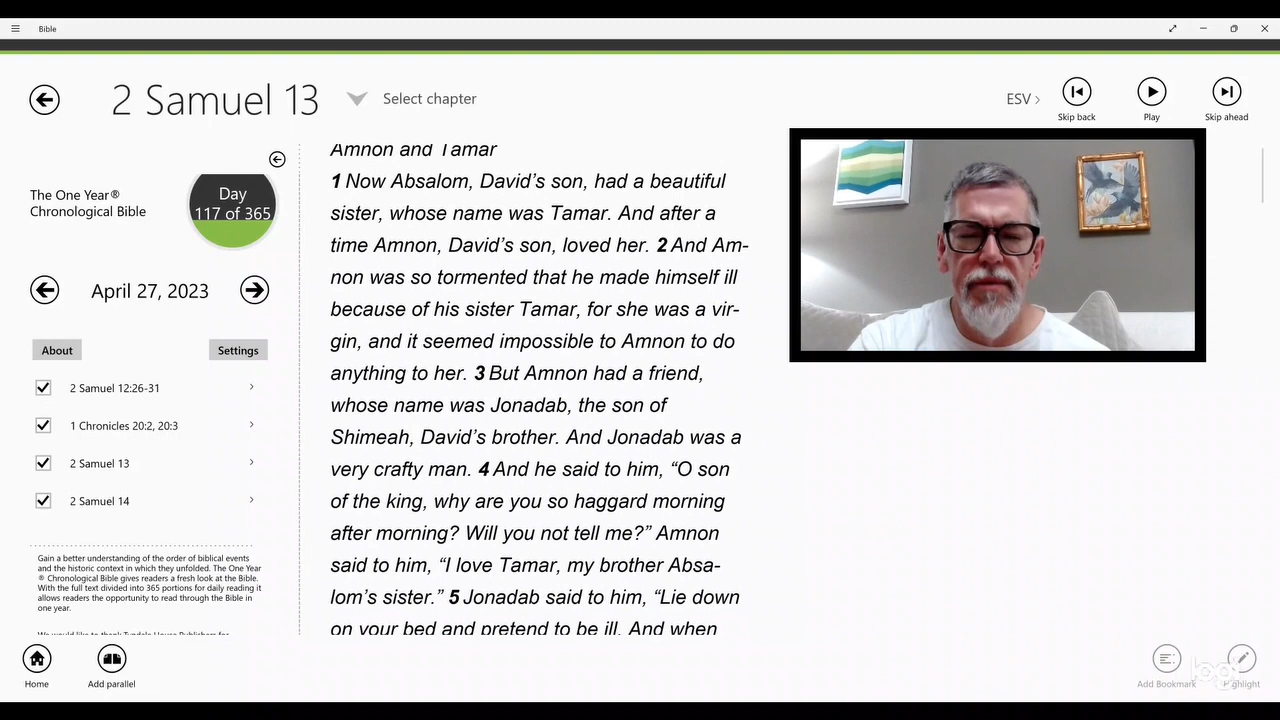 Bible
2 Samuel 13
Select chapter
ESV
Skip back
Play
Skip ahead
The One Year®
Chronological Bible
Day
117 of 365
April 27, 2023
About
Settings
2 Samuel 12:26-31
1 Chronicles 20:2, 20:3
2 Samuel 13
2 Samuel 14
Gain a better understanding of the order of biblical events
and the historic context in which they unfolded. The One Year
® Chronological Bible gives readers a fresh look at the Bible.
With the full text divided into 365 portions for daily reading it
allows readers the opportunity to read through the Bible in
one year.
We would like to thank Tyndale House Publishers for
Amnon and Tamar
1 Now Absalom, David’s son, had a beautiful
sister, whose name was Tamar. And after a
time Amnon, David’s son, loved her. 2 And Am-
non was so tormented that he made himself ill
because of his sister Tamar, for she was a vir-
gin, and it seemed impossible to Amnon to do
anything to her. 3 But Amnon had a friend,
whose name was Jonadab, the son of
Shimeah, David’s brother. And Jonadab was a
very crafty man. 4 And he said to him, “O son
of the king, why are you so haggard morning
after morning? Will you not tell me?” Amnon
said to him, “I love Tamar, my brother Absa-
lom’s sister.” 5 Jonadab said to him, “Lie down
on your bed and pretend to be ill. And when
Home
Add parallel
Add Bookmark
Highlight
logi